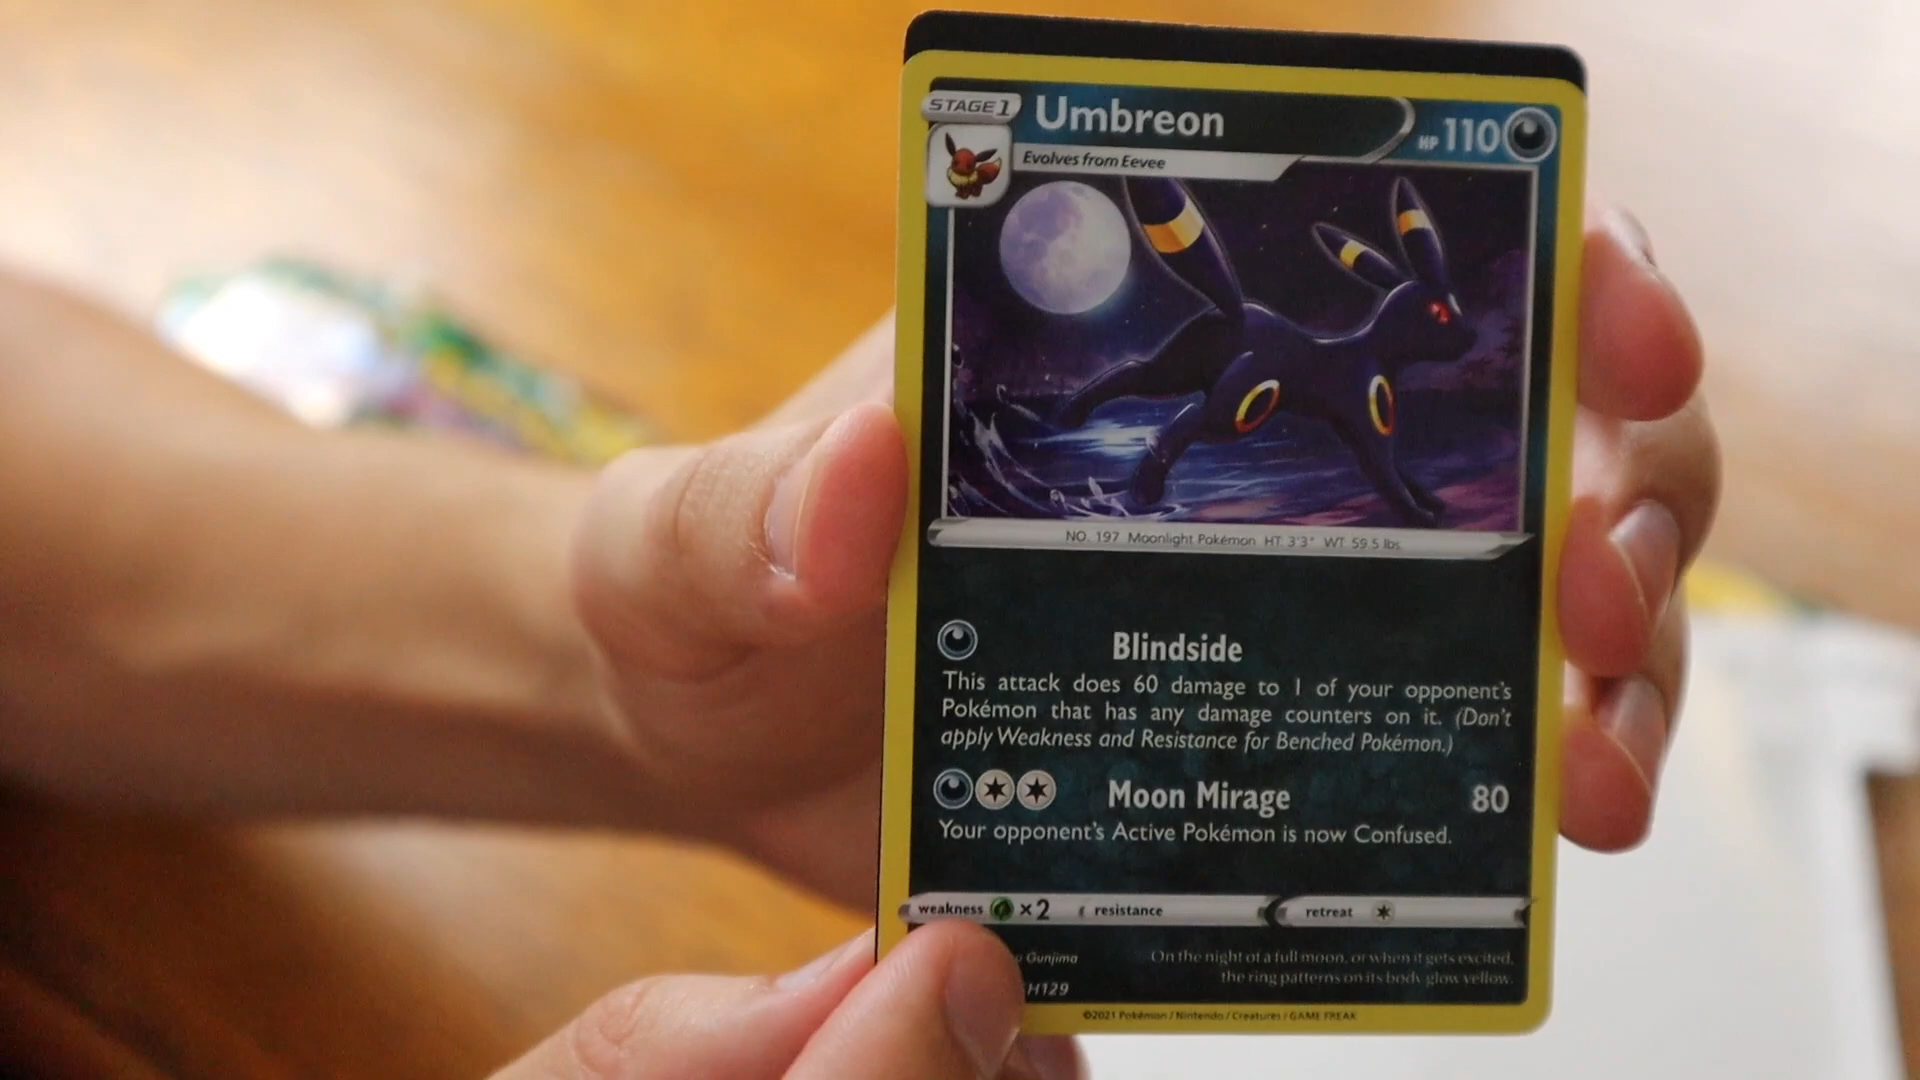 STAGE 1
Umbreon
HP 110
Evolves from Eevee
NO. 197 Moonlight Pokémon HT: 3'3" WT: 59.5 lbs.
Blindside
This attack does 60 damage to 1 of your opponent's
Pokémon that has any damage counters on it. (Don't
apply Weakness and Resistance for Benched Pokémon.)
Moon Mirage 80
Your opponent's Active Pokémon is now Confused.
weakness ×2 resistance retreat
Gunjima
On the night of a full moon, or when it gets excited,
the ring patterns on its body glow yellow.
H129
©2021 Pokémon / Nintendo / Creatures / GAME FREAK